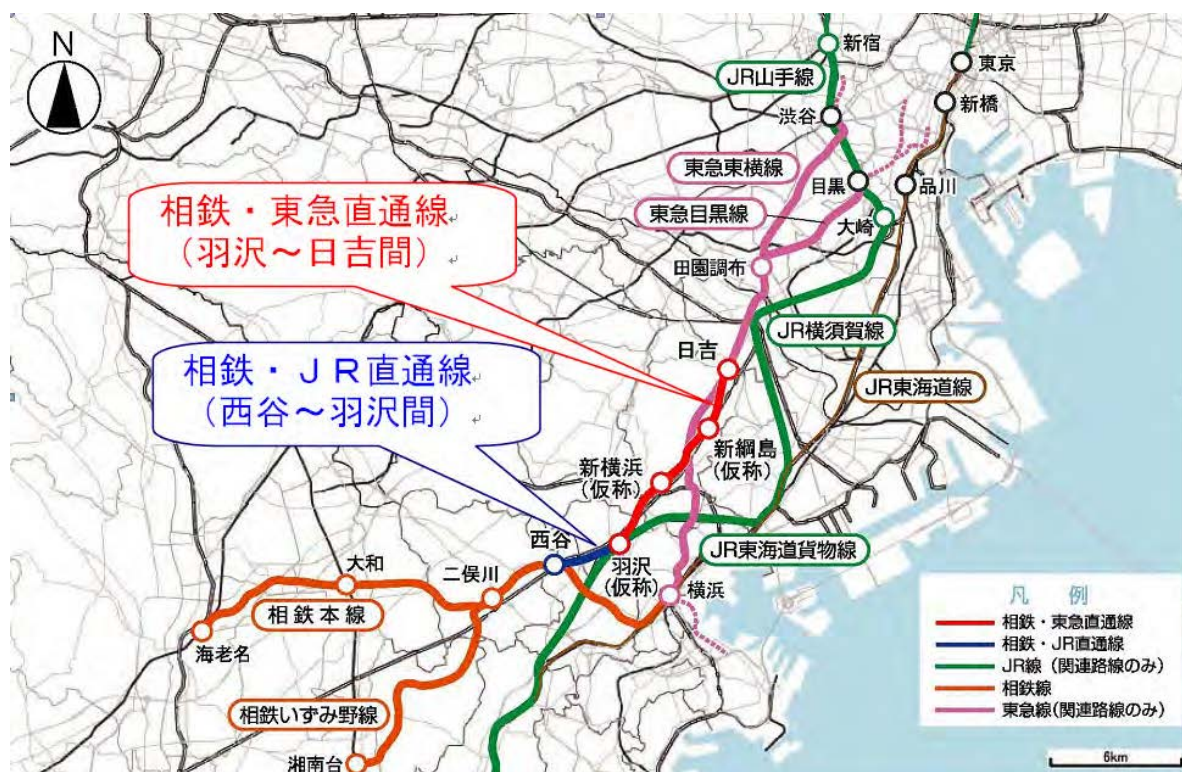 N
新宿
東京
JR山手線
新橋
渋谷
東急東横線
目黒
品川
相鉄・東急直通線
(羽沢~日吉間)
東急目黒線
大崎
田園調布
JR横須賀線
日吉
相鉄・JR直通線
(西谷~羽沢間)
JR東海道線
新綱島
(仮称)
新横浜
(仮称)
西谷
羽沢
(仮称)
JR東海道貨物線
大和
二俣川
横浜
相鉄本線
海老名
相鉄いずみ野線
湘南台
凡 例
相鉄・東急直通線
相鉄・JR直通線
JR線(関連路線のみ)
相鉄線
東急線(関連路線のみ)
6km